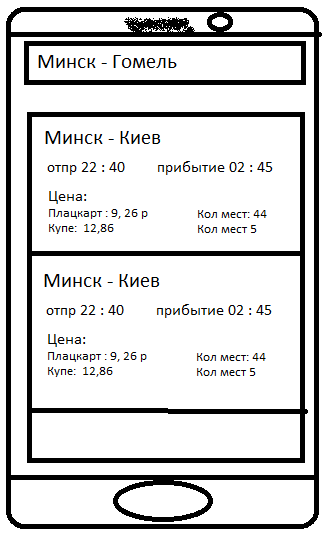 Минск - Гомель
Минск - Киев
отпр 22 : 40 прибытие 02 : 45
Цена:
Плацкарт : 9, 26 р Кол мест: 44
Купе: 12,86 Кол мест 5
Минск - Киев
отпр 22 : 40 прибытие 02 : 45
Цена:
Плацкарт : 9, 26 р Кол мест: 44
Купе: 12,86 Кол мест 5